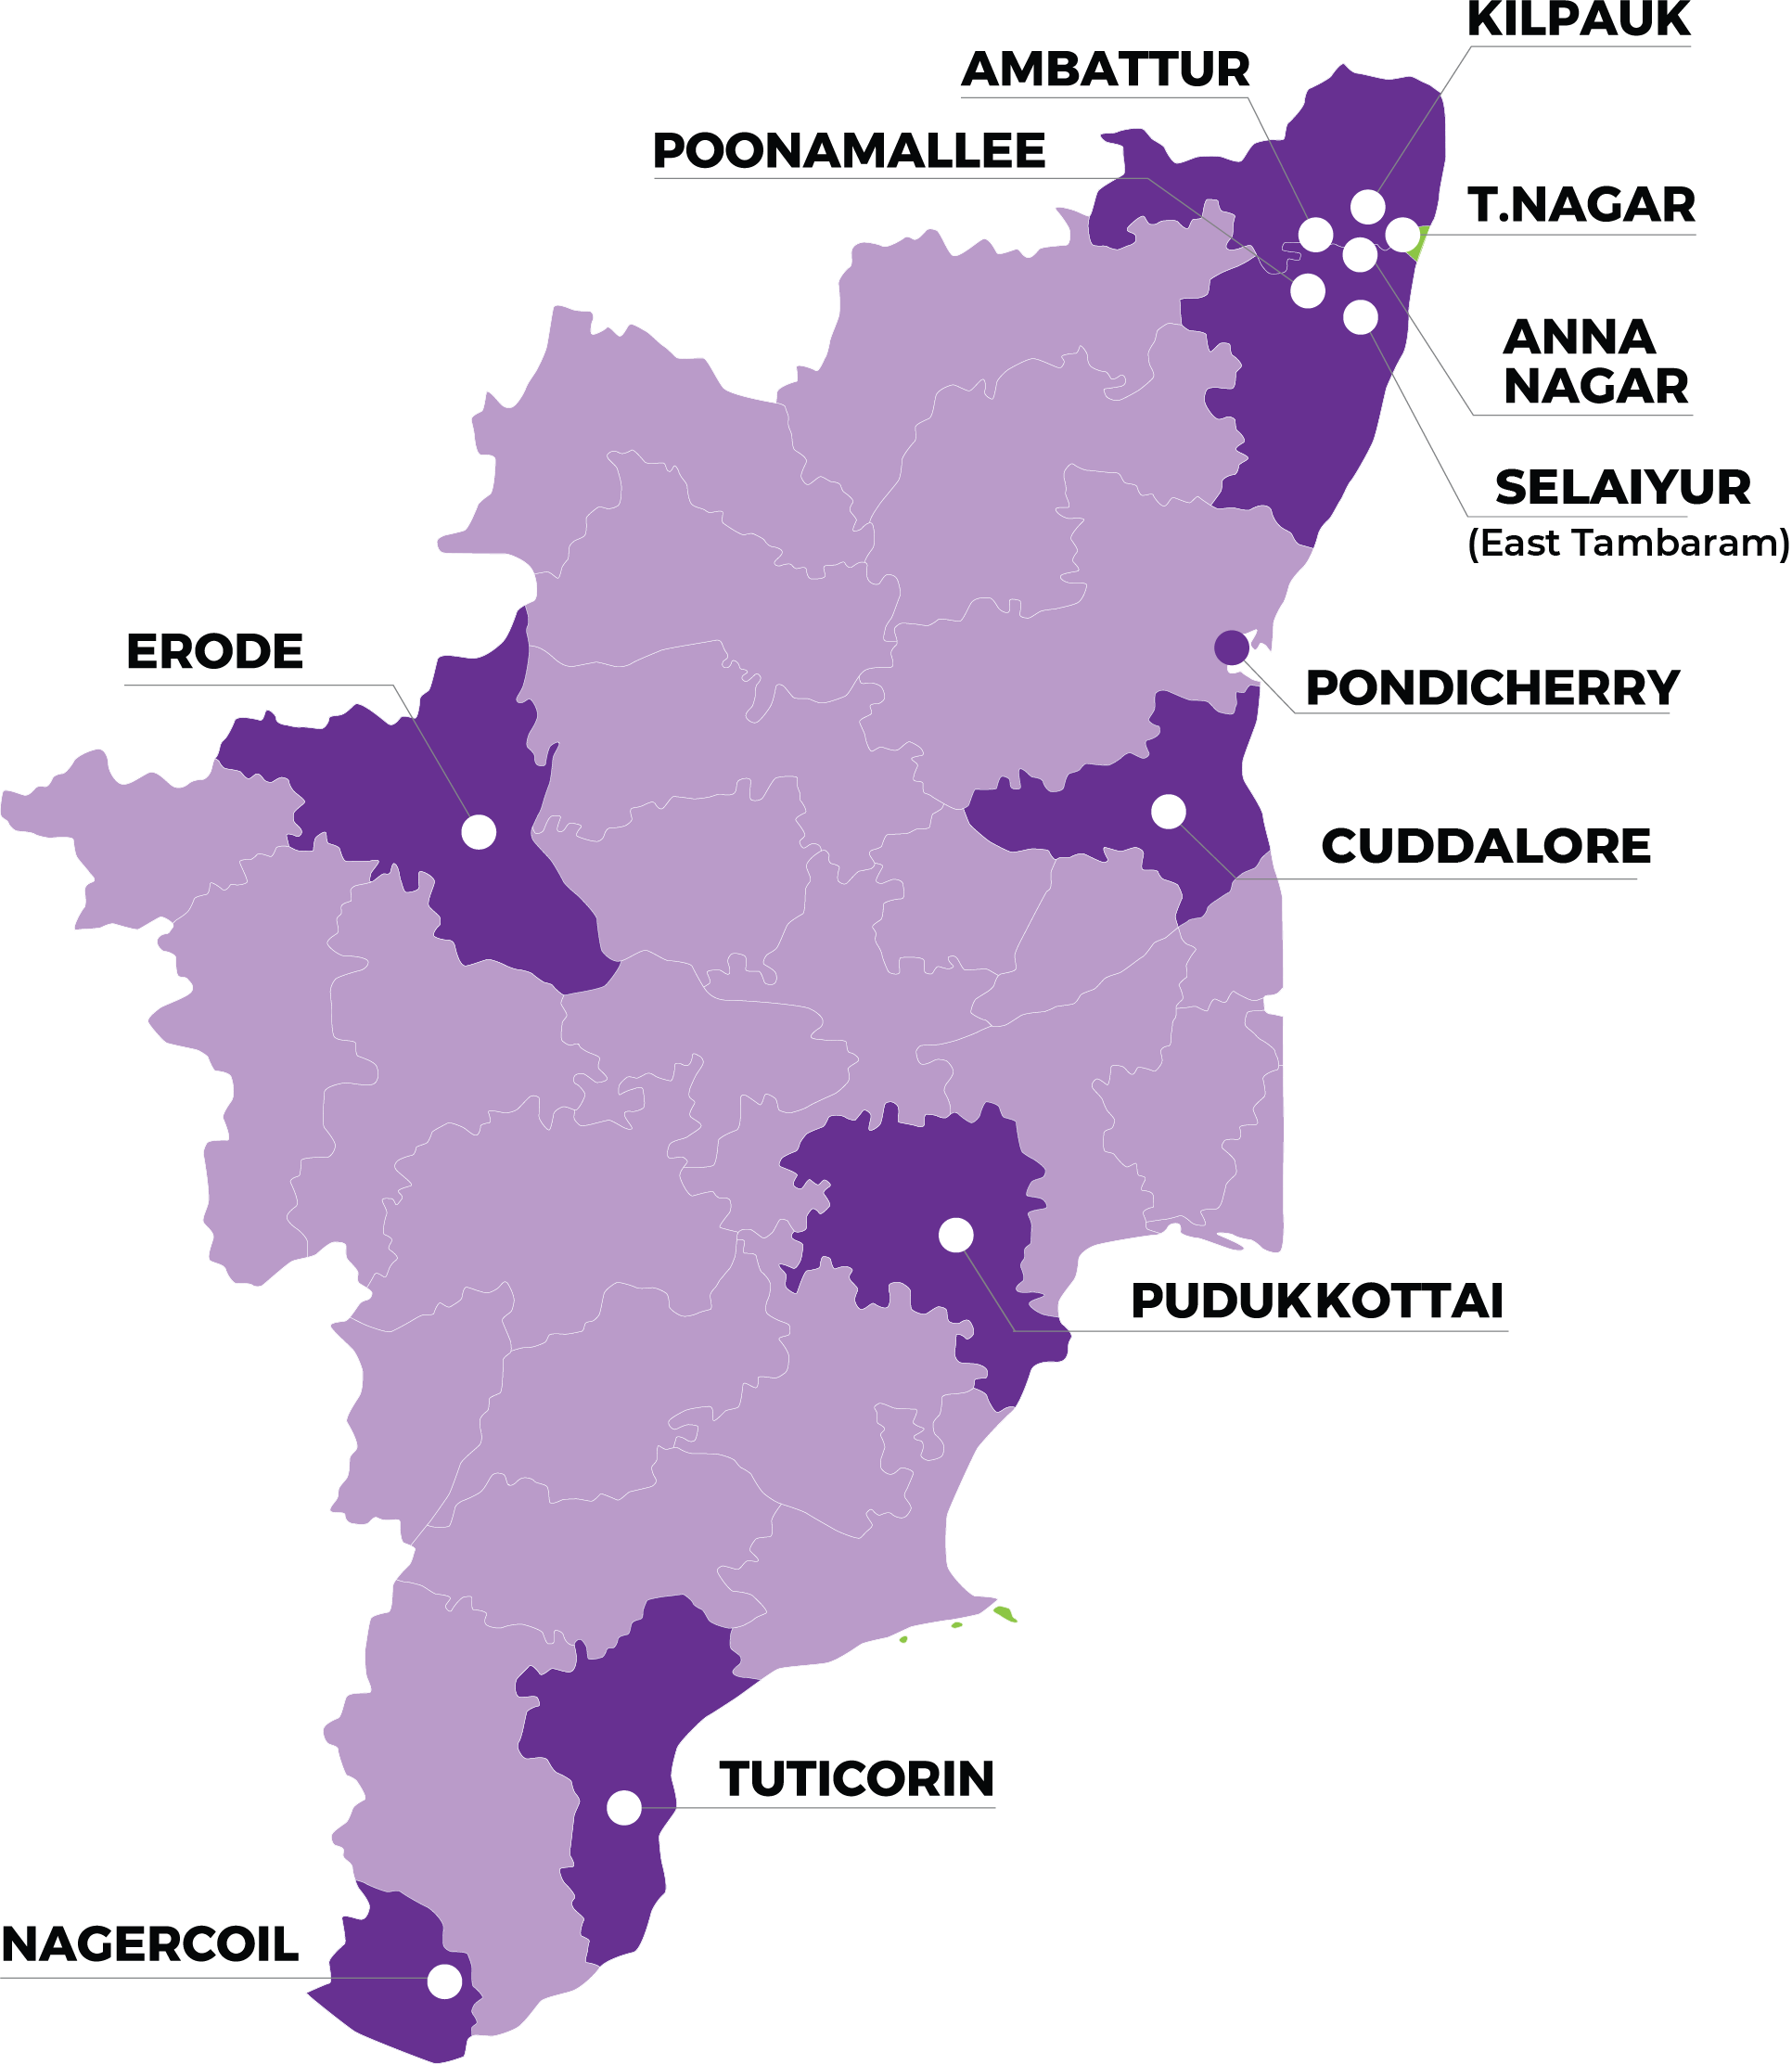 KILPAUK
AMBATTUR
POONAMALLEE
T.NAGAR
ANNA
NAGAR
SELAIYUR
(East Tambaram)
ERODE
PONDICHERRY
CUDDALORE
PUDUKKOTTAI
TUTICORIN
NAGERCOIL